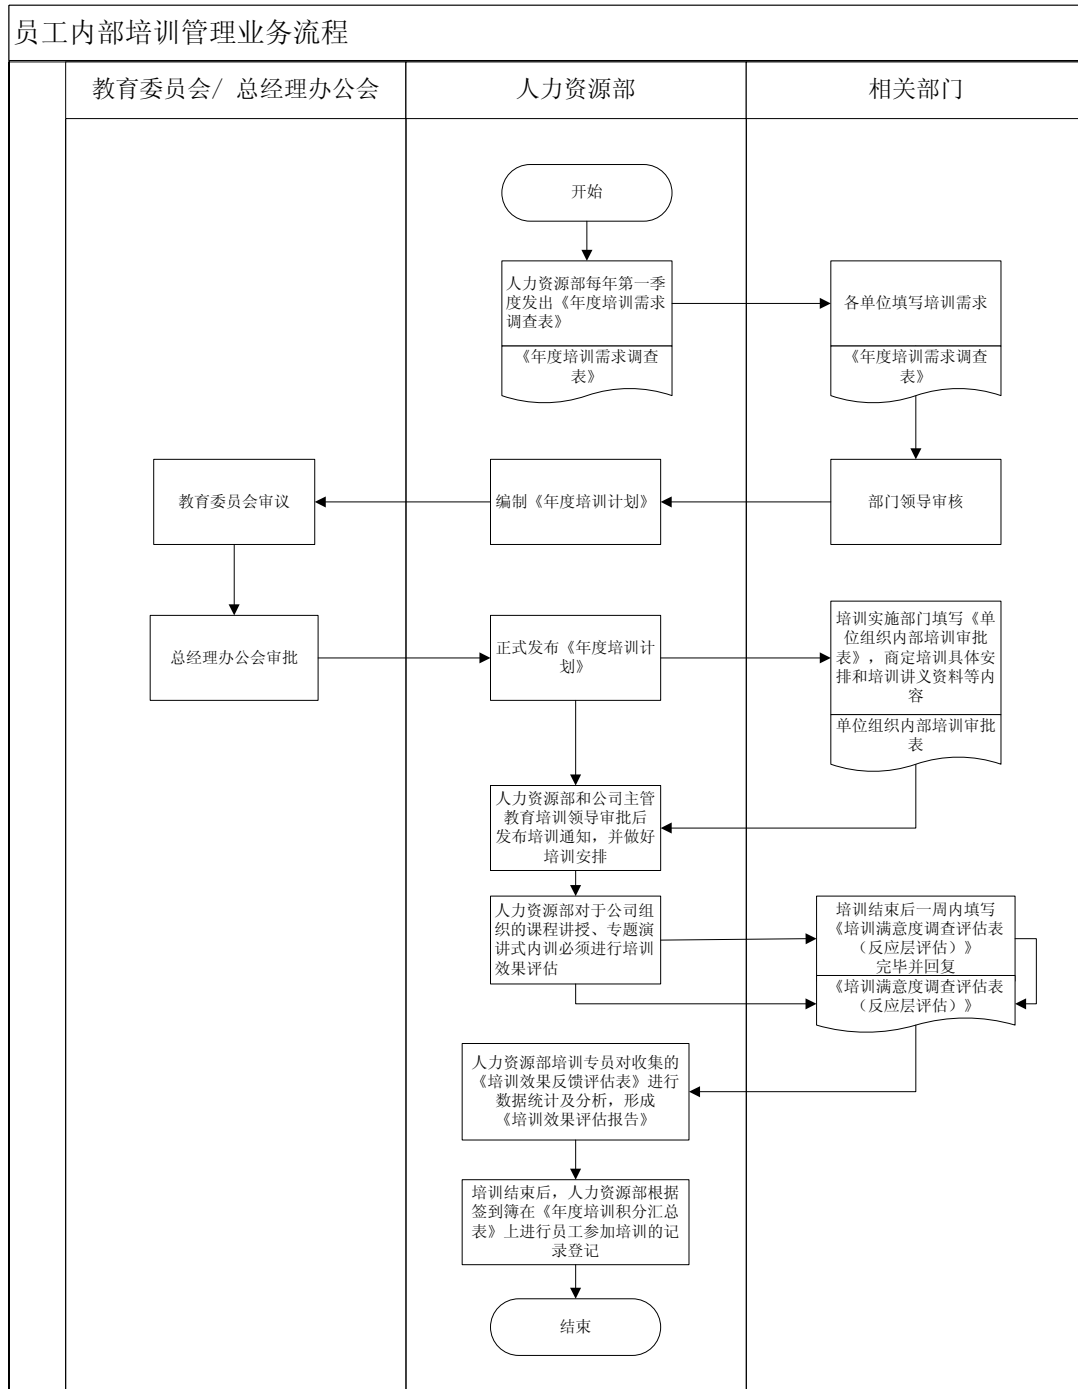 员工内部培训管理业务流程
教育委员会/ 总经理办公会
人力资源部
相关部门
开始
人力资源部每年第一季
度发出《年度培训需求
调查表》
《年度培训需求调查
表》
各单位填写培训需求
《年度培训需求调查
表》
教育委员会审议
编制《年度培训计划》
部门领导审核
总经理办公会审批
正式发布《年度培训计
划》
培训实施部门填写《单
位组织内部培训审批
表》，商定培训具体安
排和培训讲义资料等内
容
单位组织内部培训审批
表
人力资源部和公司主管
教育培训领导审批后
发布培训通知，并做好
培训安排
人力资源部对于公司组
织的课程讲授、专题演
讲式内训必须进行培训
效果评估
培训结束后一周内填写
《培训满意度调查评估表
（反应层评估）》
完毕并回复
《培训满意度调查评估表
（反应层评估）》
人力资源部培训专员对收集的
《培训效果反馈评估表》进行
数据统计及分析，形成
《培训效果评估报告》
培训结束后，人力资源部根据
签到簿在《年度培训积分汇总
表》上进行员工参加培训的记
录登记
结束